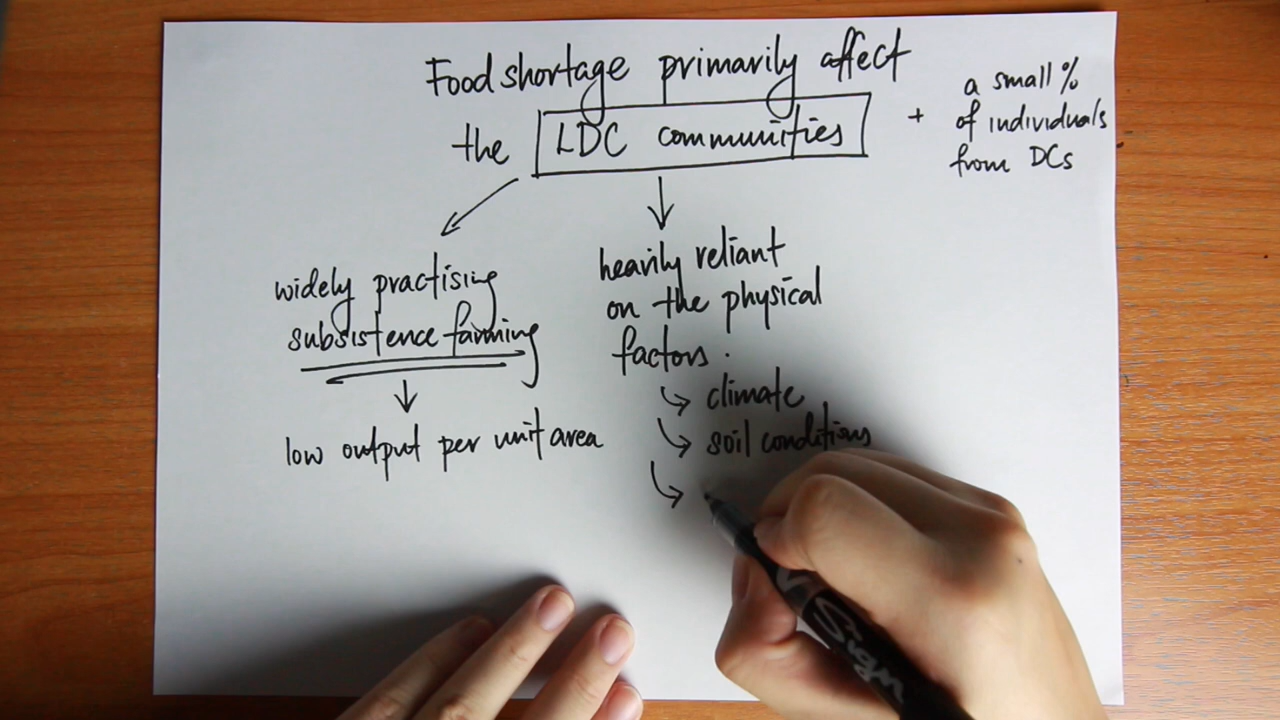 Food shortage primarily affect
the LDC communities
+ a small %
of individuals
from DCs
widely practising
subsistence farming
low output per unit area
heavily reliant
on the physical
factors.
climate
soil conditions
Sign